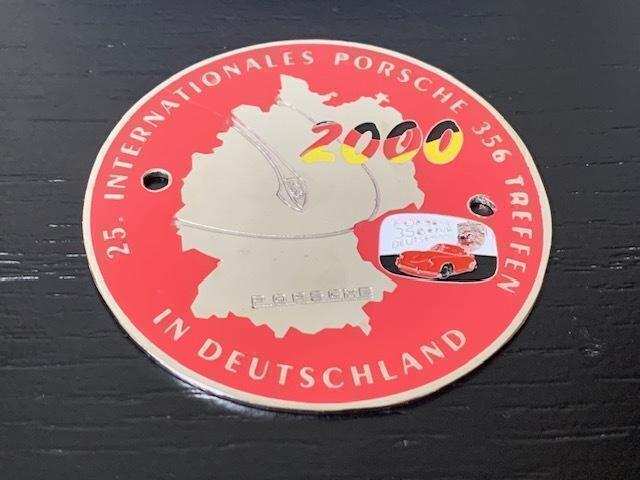 25. INTERNATIONALES PORSCHE 356 TREFFEN
2000
PORSCHE
IN DEUTSCHLAND